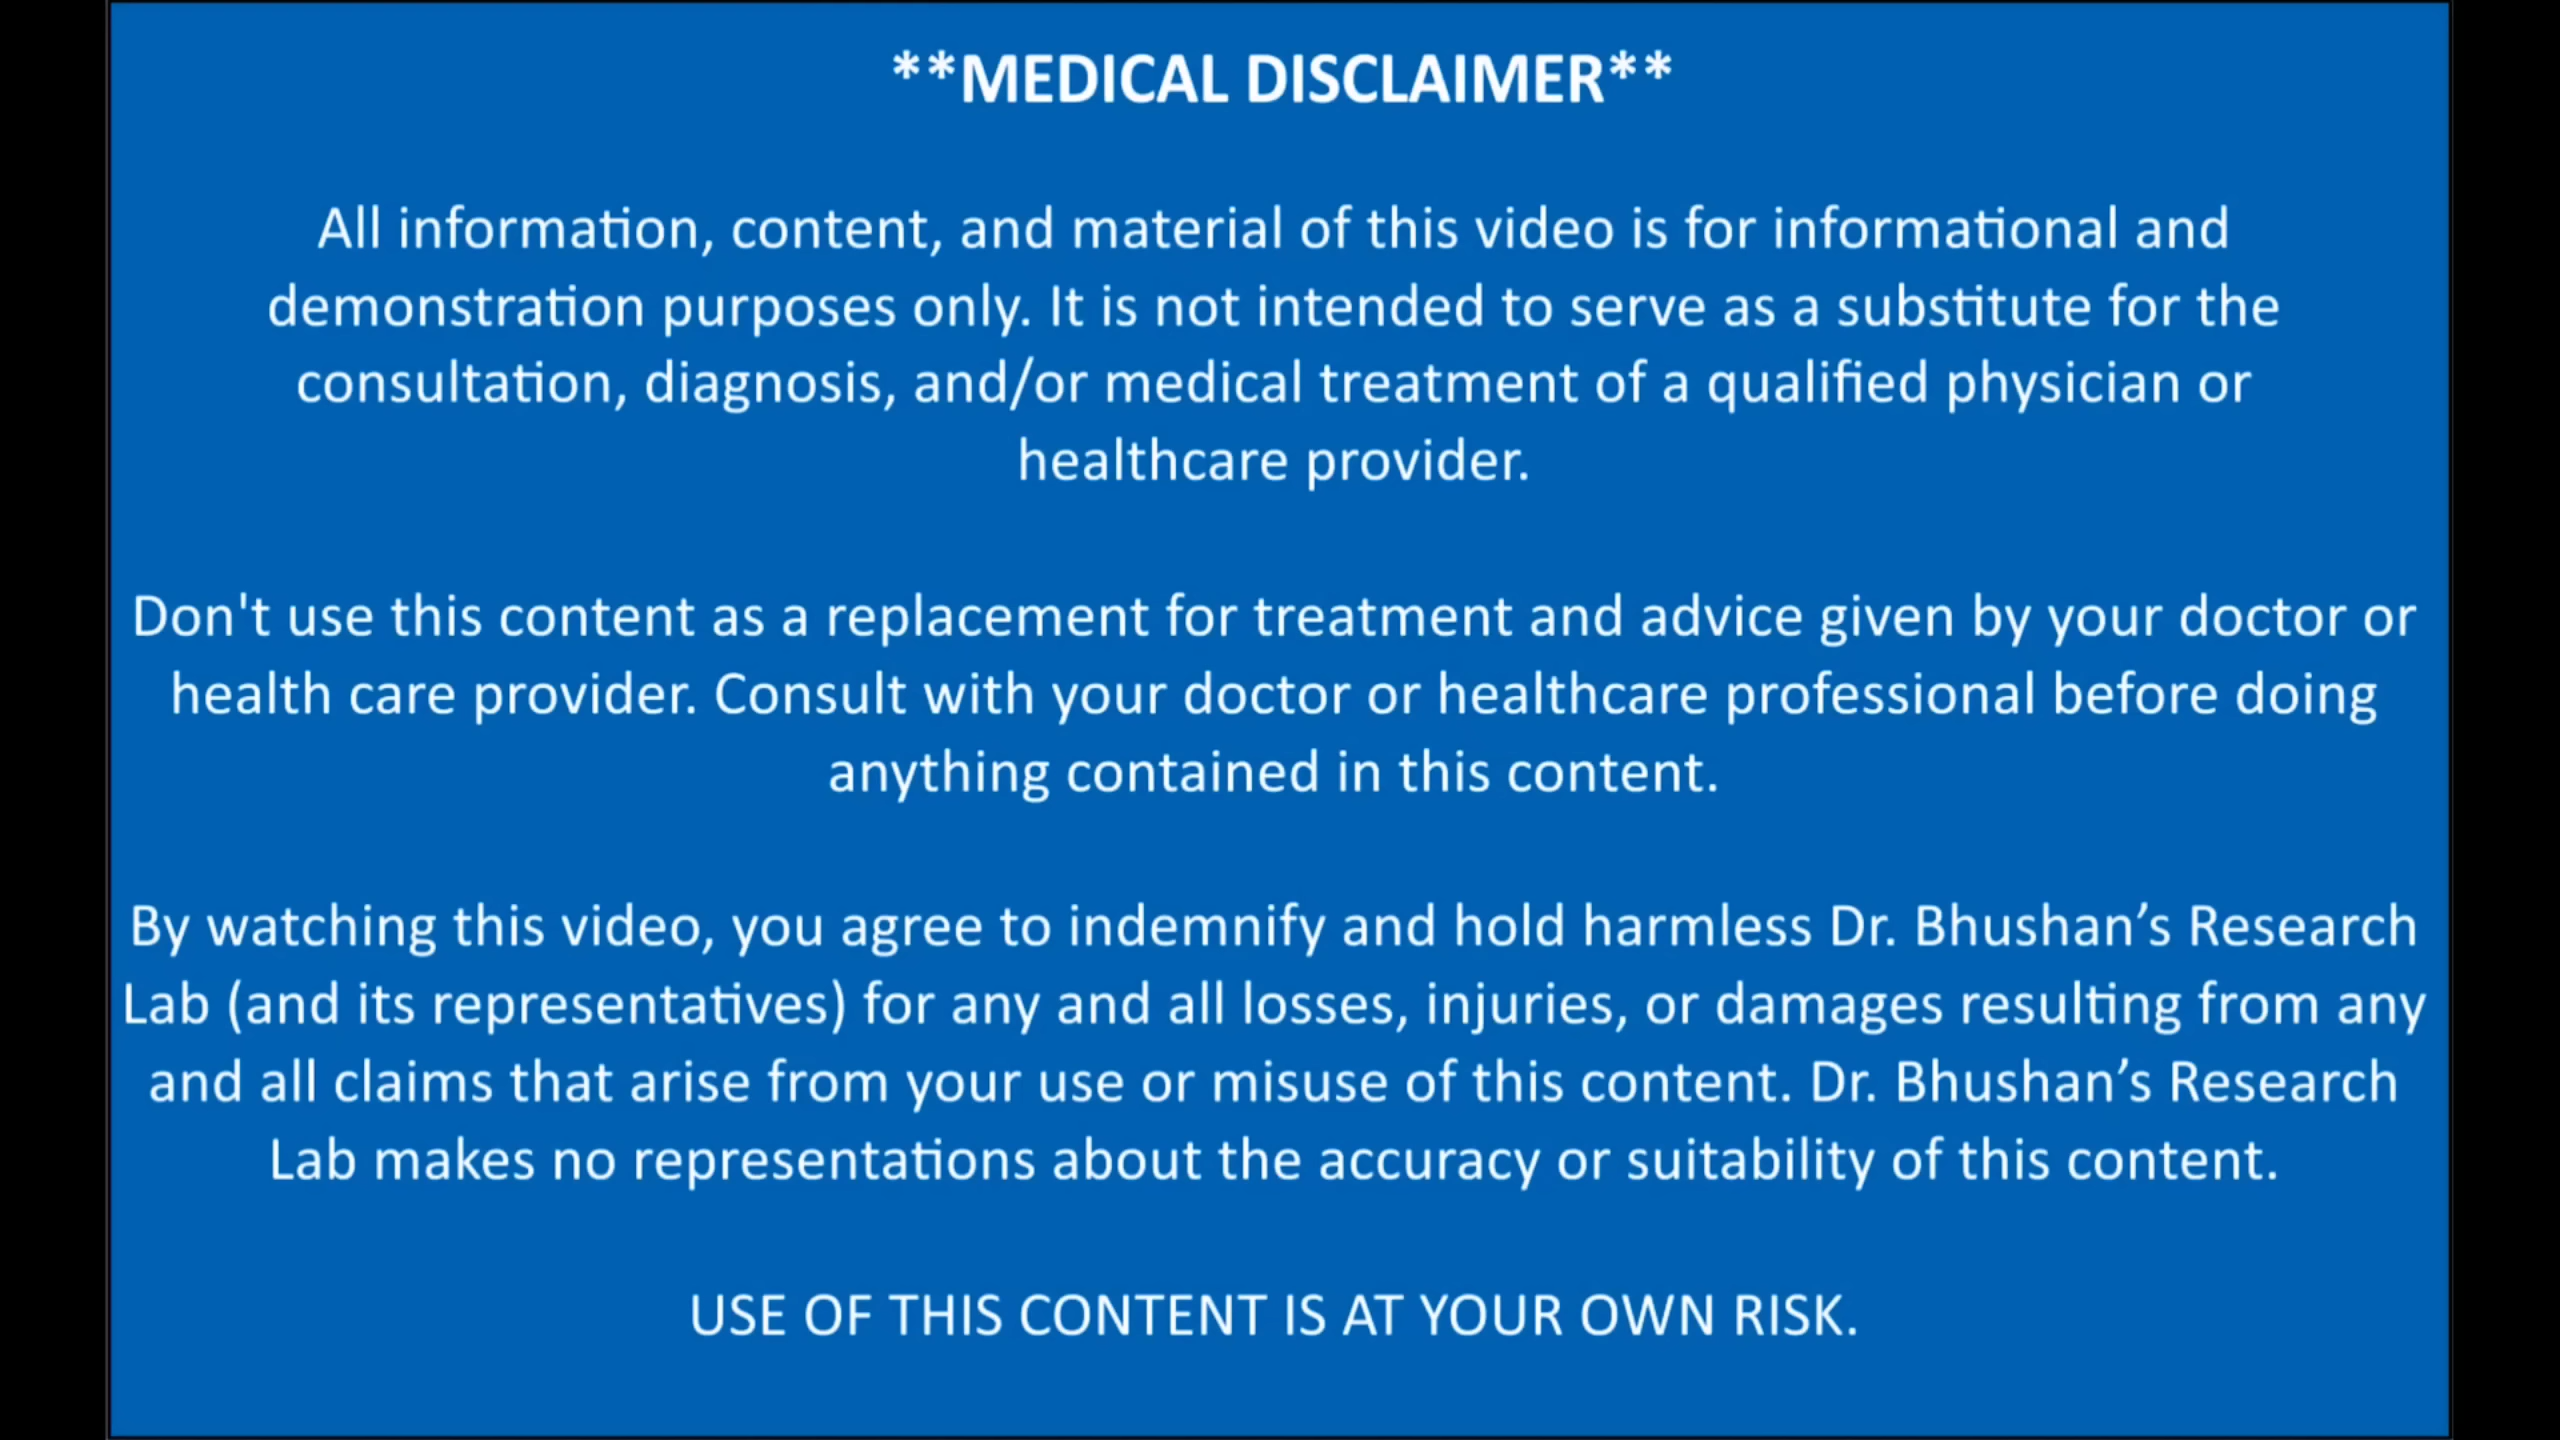 **MEDICAL DISCLAIMER**
All information, content, and material of this video is for informational and
demonstration purposes only. It is not intended to serve as a substitute for the
consultation, diagnosis, and/or medical treatment of a qualified physician or
healthcare provider.
Don't use this content as a replacement for treatment and advice given by your doctor or
health care provider. Consult with your doctor or healthcare professional before doing
anything contained in this content.
By watching this video, you agree to indemnify and hold harmless Dr. Bhushan’s Research
Lab (and its representatives) for any and all losses, injuries, or damages resulting from any
and all claims that arise from your use or misuse of this content. Dr. Bhushan’s Research
Lab makes no representations about the accuracy or suitability of this content.
USE OF THIS CONTENT IS AT YOUR OWN RISK.